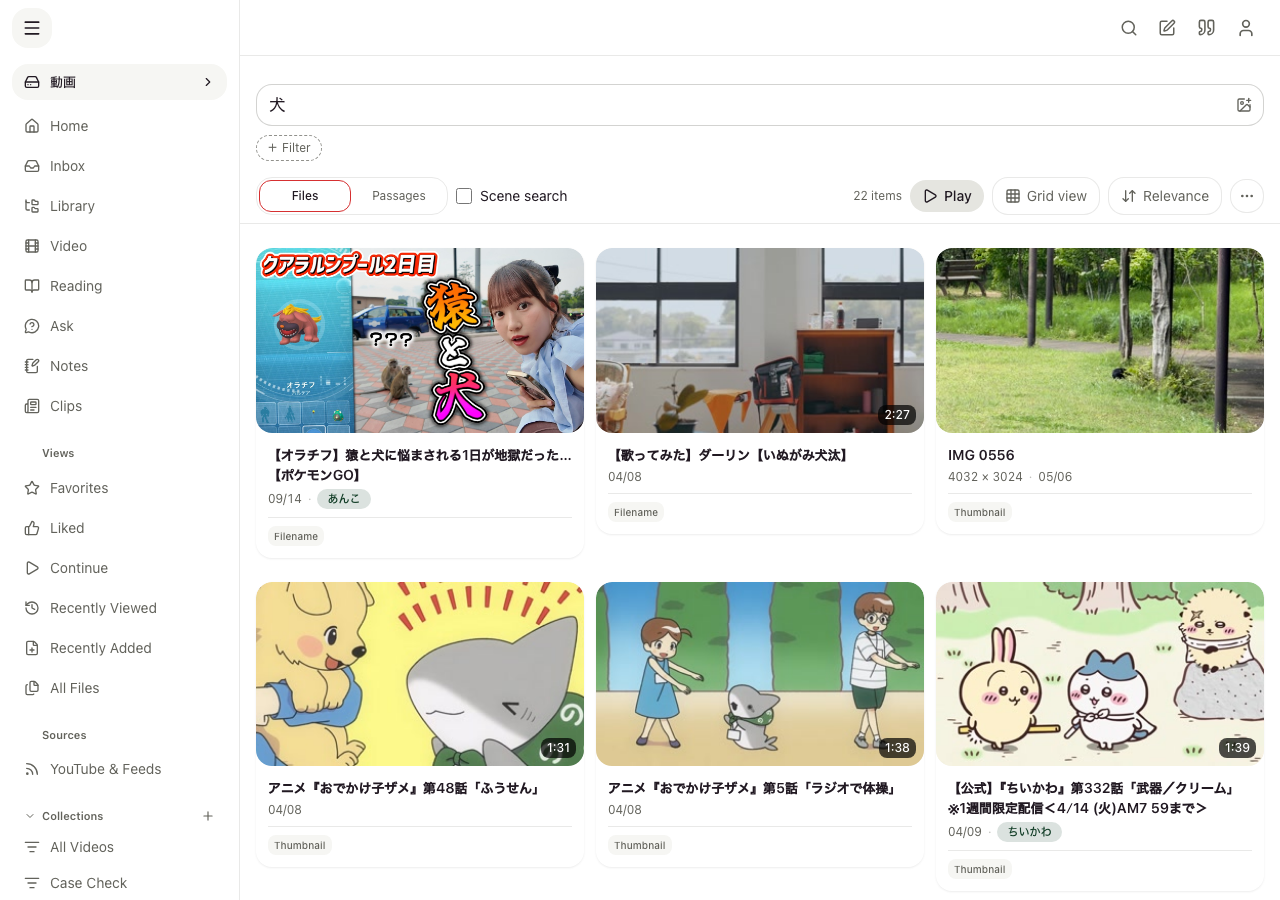 動画
Home
Inbox
Library
Video
Reading
Ask
Notes
Clips
Views
Favorites
Liked
Continue
Recently Viewed
Recently Added
All Files
Sources
YouTube & Feeds
Collections
All Videos
Case Check
犬
Filter
Files
Passages
Scene search
22 items
Play
Grid view
Relevance
クアラルンプール2日目
猿と犬
???
オラチフ
【オラチフ】猿と犬に悩まされる1日が地獄だった...
【ポケモンGO】
09/14 · あんこ
Filename
2:27
【歌ってみた】ダーリン【いぬがみ犬汰】
04/08
Filename
IMG 0556
4032 × 3024 · 05/06
Thumbnail
の
1:31
アニメ『おでかけ子ザメ』第48話「ふうせん」
04/08
Thumbnail
1:38
アニメ『おでかけ子ザメ』第5話「ラジオで体操」
04/08
Thumbnail
1:39
【公式】『ちいかわ』第332話「武器／クリーム」
※1週間限定配信＜4/14 (火)AM7 59まで＞
04/09 · ちいかわ
Thumbnail